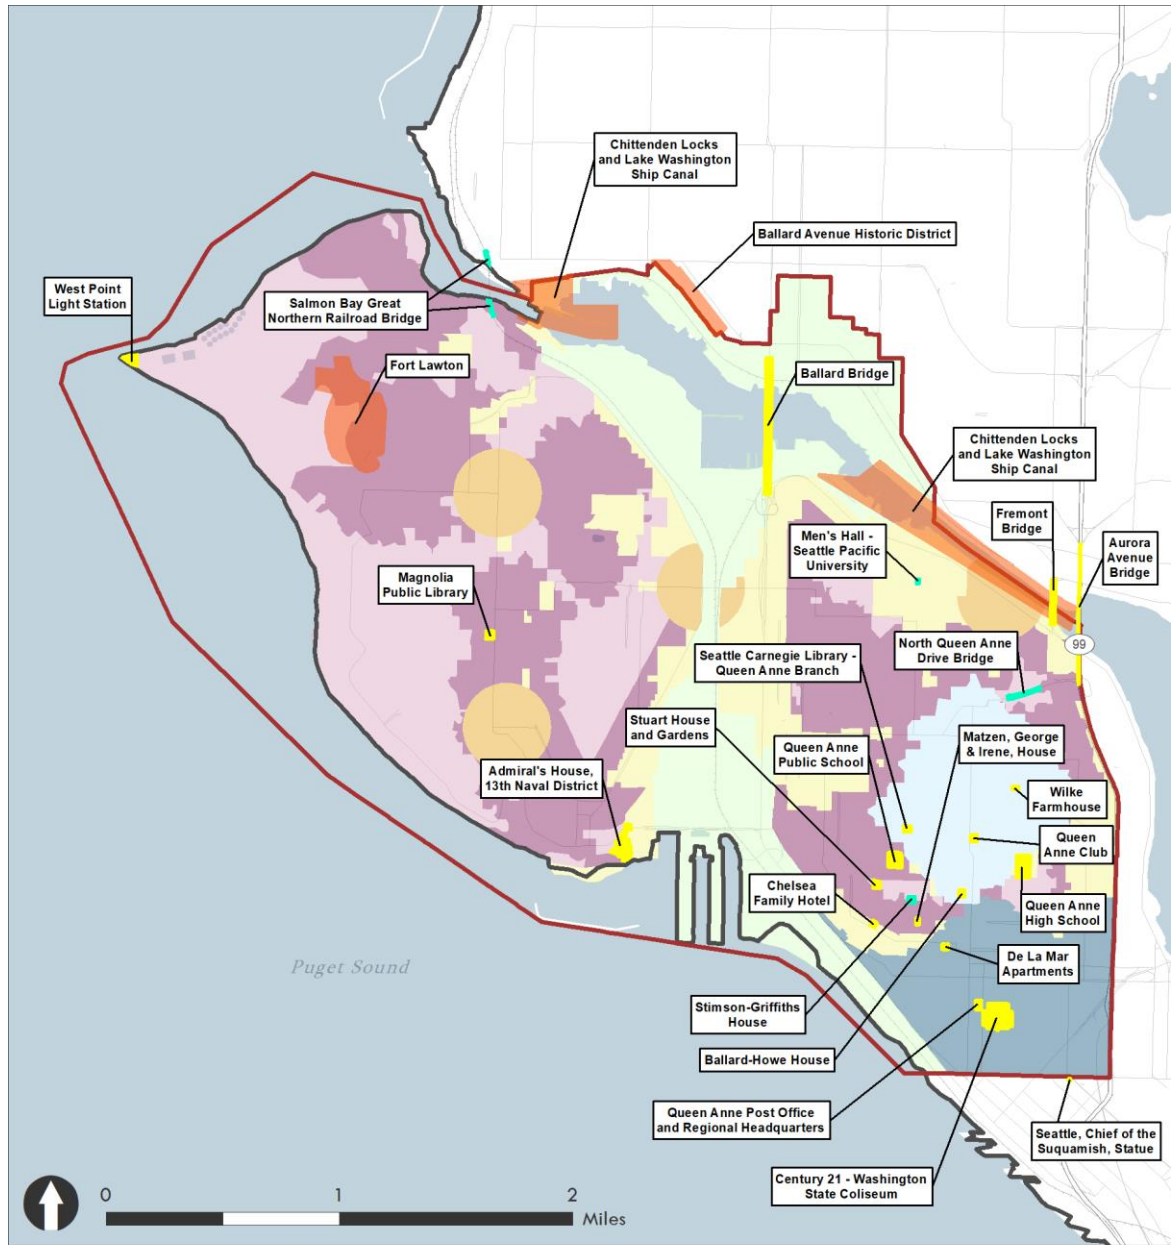 Chittenden Locks
and Lake Washington
Ship Canal
Ballard Avenue Historic District
West Point
Light Station
Salmon Bay Great
Northern Railroad Bridge
Fort Lawton
Ballard Bridge
Chittenden Locks
and Lake Washington
Ship Canal
Fremont
Bridge
Men's Hall -
Seattle Pacific
University
Aurora
Avenue
Bridge
Magnolia
Public Library
99
North Queen Anne
Drive Bridge
Seattle Carnegie Library -
Queen Anne Branch
Stuart House
and Gardens
Queen Anne
Public School
Matzen, George
& Irene, House
Admiral's House,
13th Naval District
Wilke
Farmhouse
Queen
Anne Club
Chelsea
Family Hotel
Queen Anne
High School
De La Mar
Apartments
Puget Sound
Stimson-Griffiths
House
Ballard-Howe House
Queen Anne Post Office
and Regional Headquarters
Seattle, Chief of the
Suquamish, Statue
Century 21 - Washington
State Coliseum
0 1 2
Miles